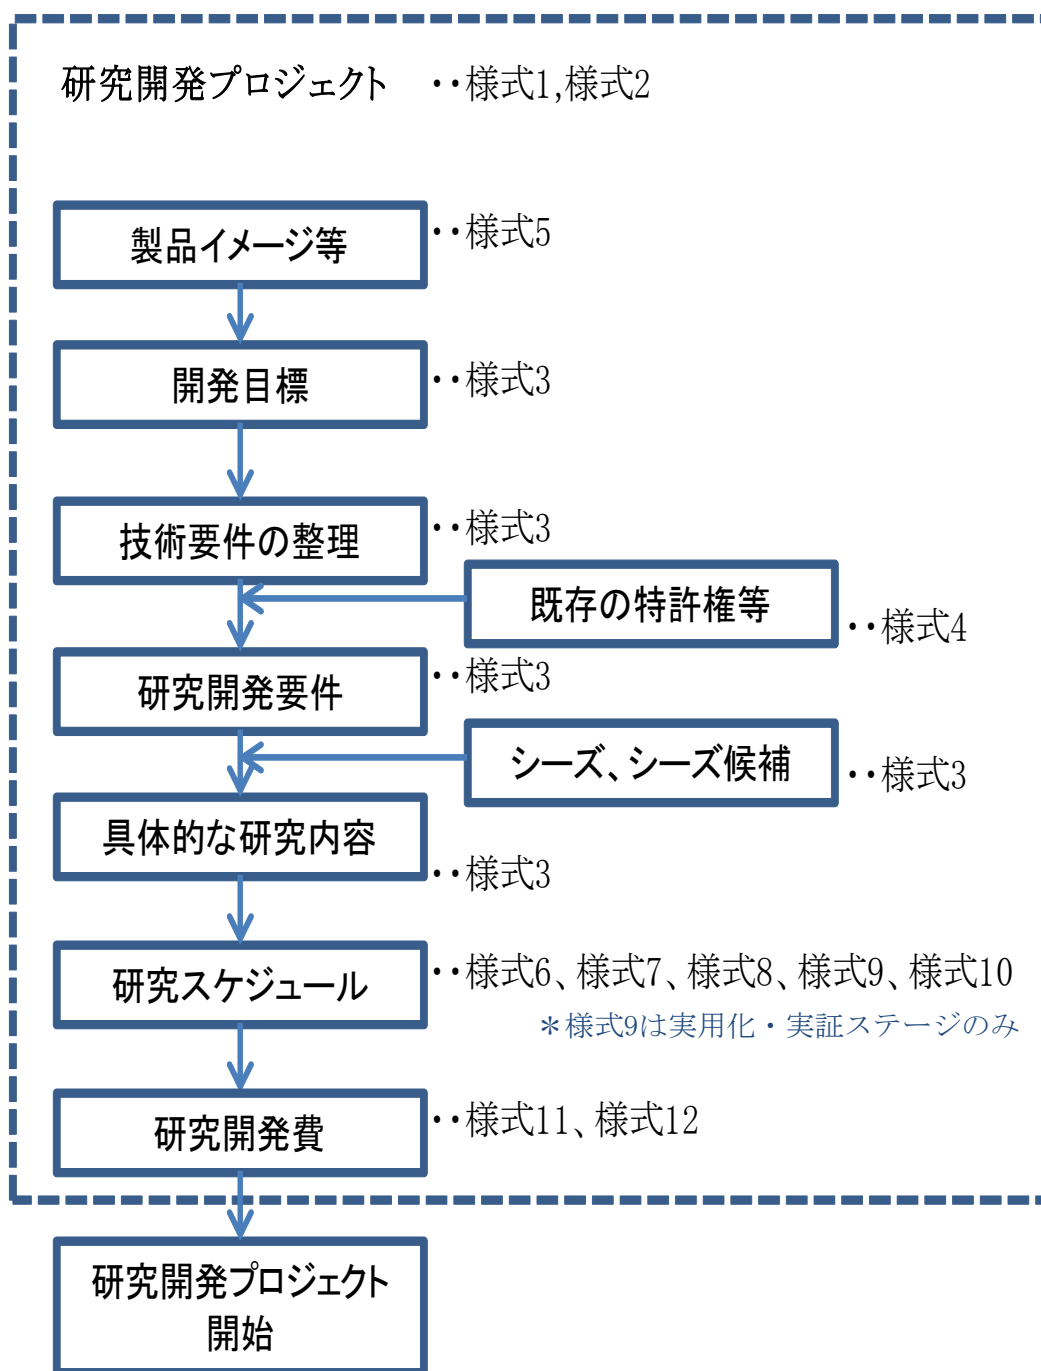 研究開発プロジェクト ‥様式1,様式2
製品イメージ等 ‥様式5
開発目標 ‥様式3
技術要件の整理 ‥様式3
既存の特許権等 ‥様式4
研究開発要件 ‥様式3
シーズ、シーズ候補 ‥様式3
具体的な研究内容 ‥様式3
研究スケジュール ‥様式6、様式7、様式8、様式9、様式10
＊様式9は実用化・実証ステージのみ
研究開発費 ‥様式11、様式12
研究開発プロジェクト
開始